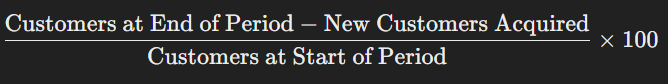 Customers at End of Period − New Customers Acquired
Customers at Start of Period
× 100